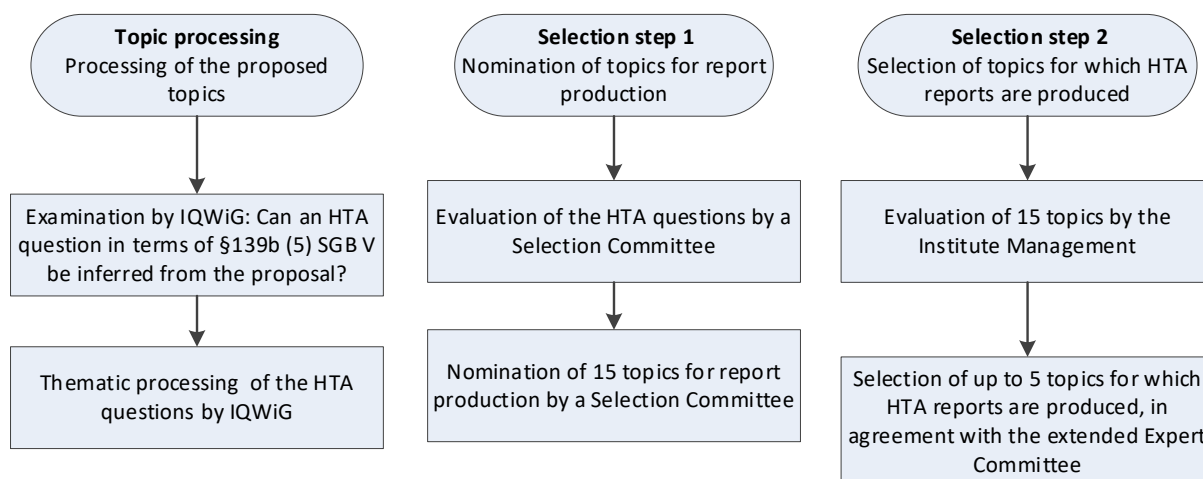 Topic processing
Processing of the proposed
topics
Examination by IQWiG: Can an HTA
question in terms of §139b (5) SGB V
be inferred from the proposal?
Thematic processing of the HTA
questions by IQWiG
Selection step 1
Nomination of topics for report
production
Evaluation of the HTA questions by a
Selection Committee
Nomination of 15 topics for report
production by a Selection Committee
Selection step 2
Selection of topics for which HTA
reports are produced
Evaluation of 15 topics by the
Institute Management
Selection of up to 5 topics for which
HTA reports are produced, in
agreement with the extended Expert
Committee